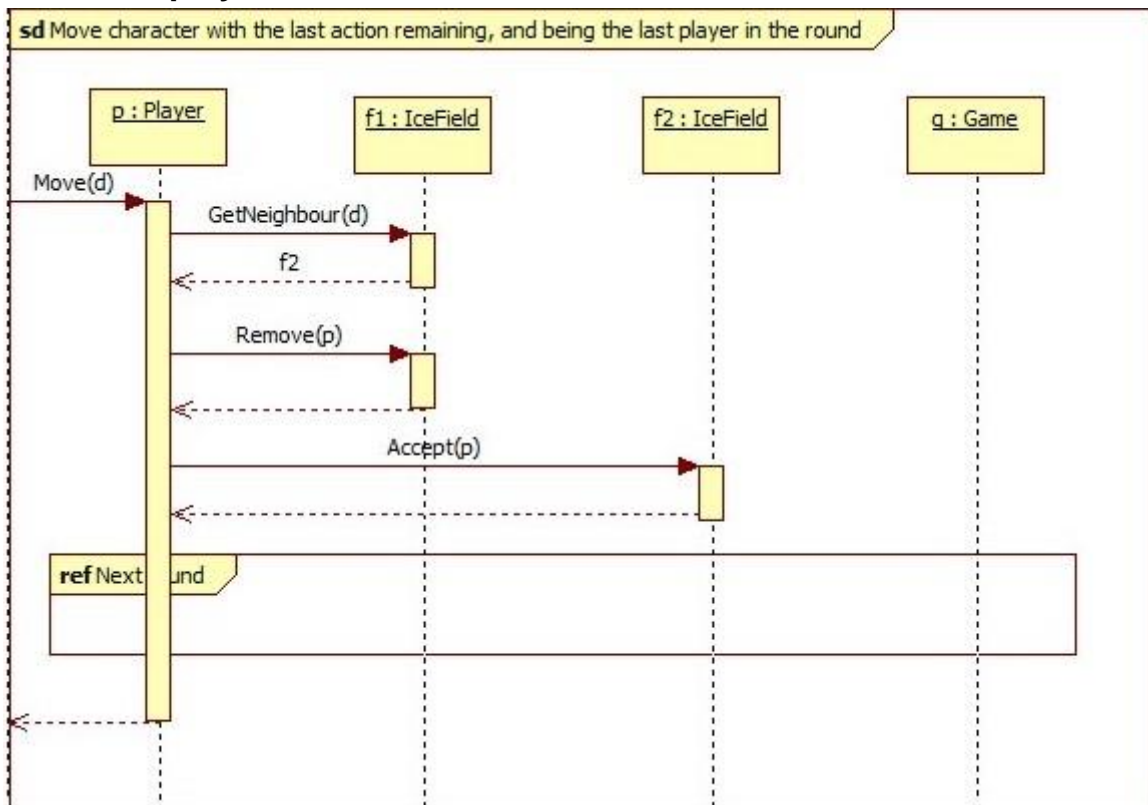 sd Move character with the last action remaining, and being the last player in the round
p : Player
f1 : IceField
f2 : IceField
g : Game
Move(d)
GetNeighbour(d)
f2
Remove(p)
Accept(p)
ref Next